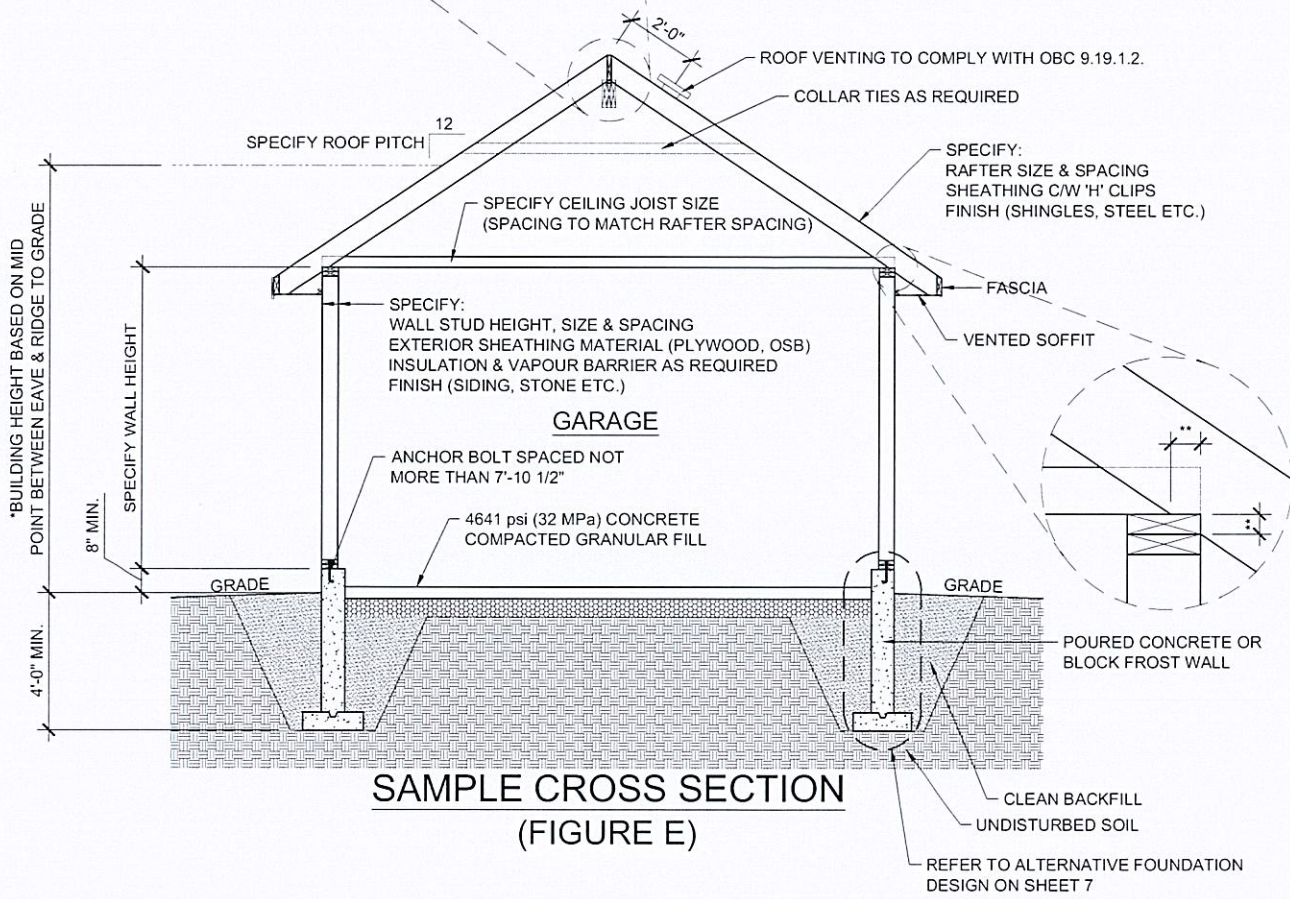 2'-0"
ROOF VENTING TO COMPLY WITH OBC 9.19.1.2.
COLLAR TIES AS REQUIRED
12
SPECIFY ROOF PITCH
SPECIFY:
RAFTER SIZE & SPACING
SHEATHING C/W 'H' CLIPS
FINISH (SHINGLES, STEEL ETC.)
SPECIFY CEILING JOIST SIZE
(SPACING TO MATCH RAFTER SPACING)
*BUILDING HEIGHT BASED ON MID
POINT BETWEEN EAVE & RIDGE TO GRADE
SPECIFY WALL HEIGHT
8" MIN.
4'-0" MIN.
FASCIA
VENTED SOFFIT
SPECIFY:
WALL STUD HEIGHT, SIZE & SPACING
EXTERIOR SHEATHING MATERIAL (PLYWOOD, OSB)
INSULATION & VAPOUR BARRIER AS REQUIRED
FINISH (SIDING, STONE ETC.)
GARAGE
**
**
ANCHOR BOLT SPACED NOT
MORE THAN 7'-10 1/2"
4641 psi (32 MPa) CONCRETE
COMPACTED GRANULAR FILL
GRADE
GRADE
POURED CONCRETE OR
BLOCK FROST WALL
CLEAN BACKFILL
UNDISTURBED SOIL
REFER TO ALTERNATIVE FOUNDATION
DESIGN ON SHEET 7
SAMPLE CROSS SECTION
(FIGURE E)